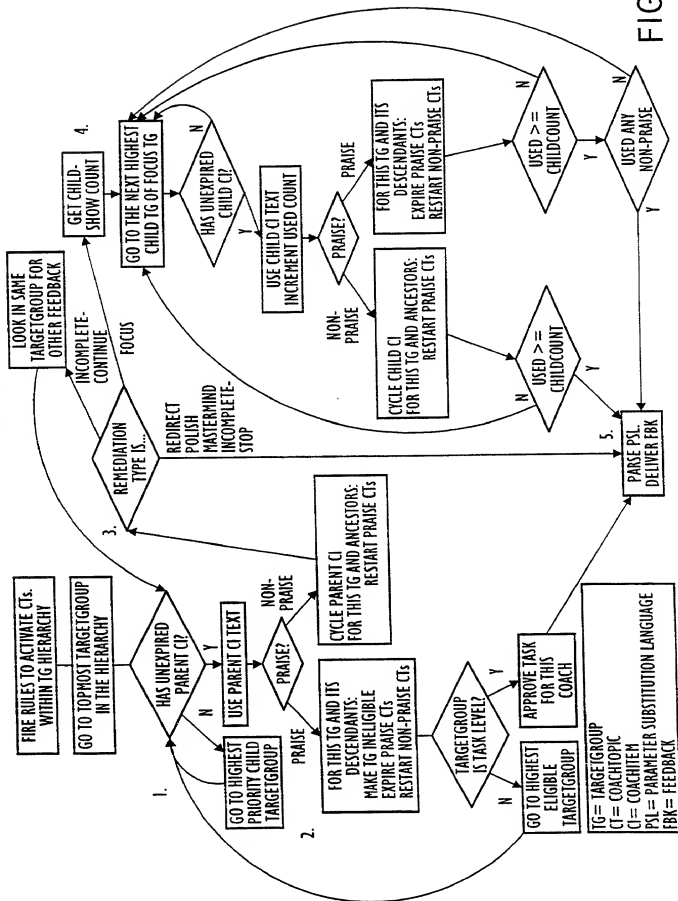 FIRE RULES TO ACTIVATE CTs.
WITHIN TG HIERARCHY
GO TO TOPMOST TARGETGROUP
IN THE HIERARCHY
1.
HAS UNEXPIRED
PARENT CI?
N
Y
GO TO HIGHEST
PRIORITY CHILD
TARGETGROUP
USE PARENT CI TEXT
2.
PRAISE?
PRAISE
NON-
PRAISE
FOR THIS TG AND ITS
DESCENDANTS:
MAKE TG INELIGIBLE
EXPIRE PRAISE CTs
RESTART NON-PRAISE CTs
CYCLE PARENT CI
FOR THIS TG AND ANCESTORS:
RESTART PRAISE CTs
TARGETGROUP
IS TASK LEVEL?
N
Y
GO TO HIGHEST
ELIGIBLE
TARGETGROUP
APPROVE TASK
FOR THIS
COACH
TG= TARGETGROUP
CT= COACHTOPIC
CI= COACHITEM
PSL= PARAMETER SUBSTITUTION LANGUAGE
FBK= FEEDBACK
3.
REMEDIATION
TYPE IS...
LOOK IN SAME
TARGETGROUP FOR
OTHER FEEDBACK
INCOMPLETE-
CONTINUE
FOCUS
REDIRECT
POLISH
MASTERMIND
INCOMPLETE-
STOP
5.
PARSE PSL.
DELIVER FBK
4.
GET CHILD-
SHOW COUNT
GO TO THE NEXT HIGHEST
CHILD TG OF FOCUS TG
HAS UNEXPIRED
CHILD CI?
N
Y
USE CHILD CI TEXT
INCREMENT USED COUNT
PRAISE?
NON-
PRAISE
PRAISE
CYCLE CHILD CI
FOR THIS TG AND ANCESTORS:
RESTART PRAISE CTs
FOR THIS TG AND ITS
DESCENDANTS:
EXPIRE PRAISE CTs
RESTART NON-PRAISE CTs
USED >=
CHILDCOUNT
N
Y
USED >=
CHILDCOUNT
N
Y
USED ANY
NON-PRAISE
N
Y
FIG